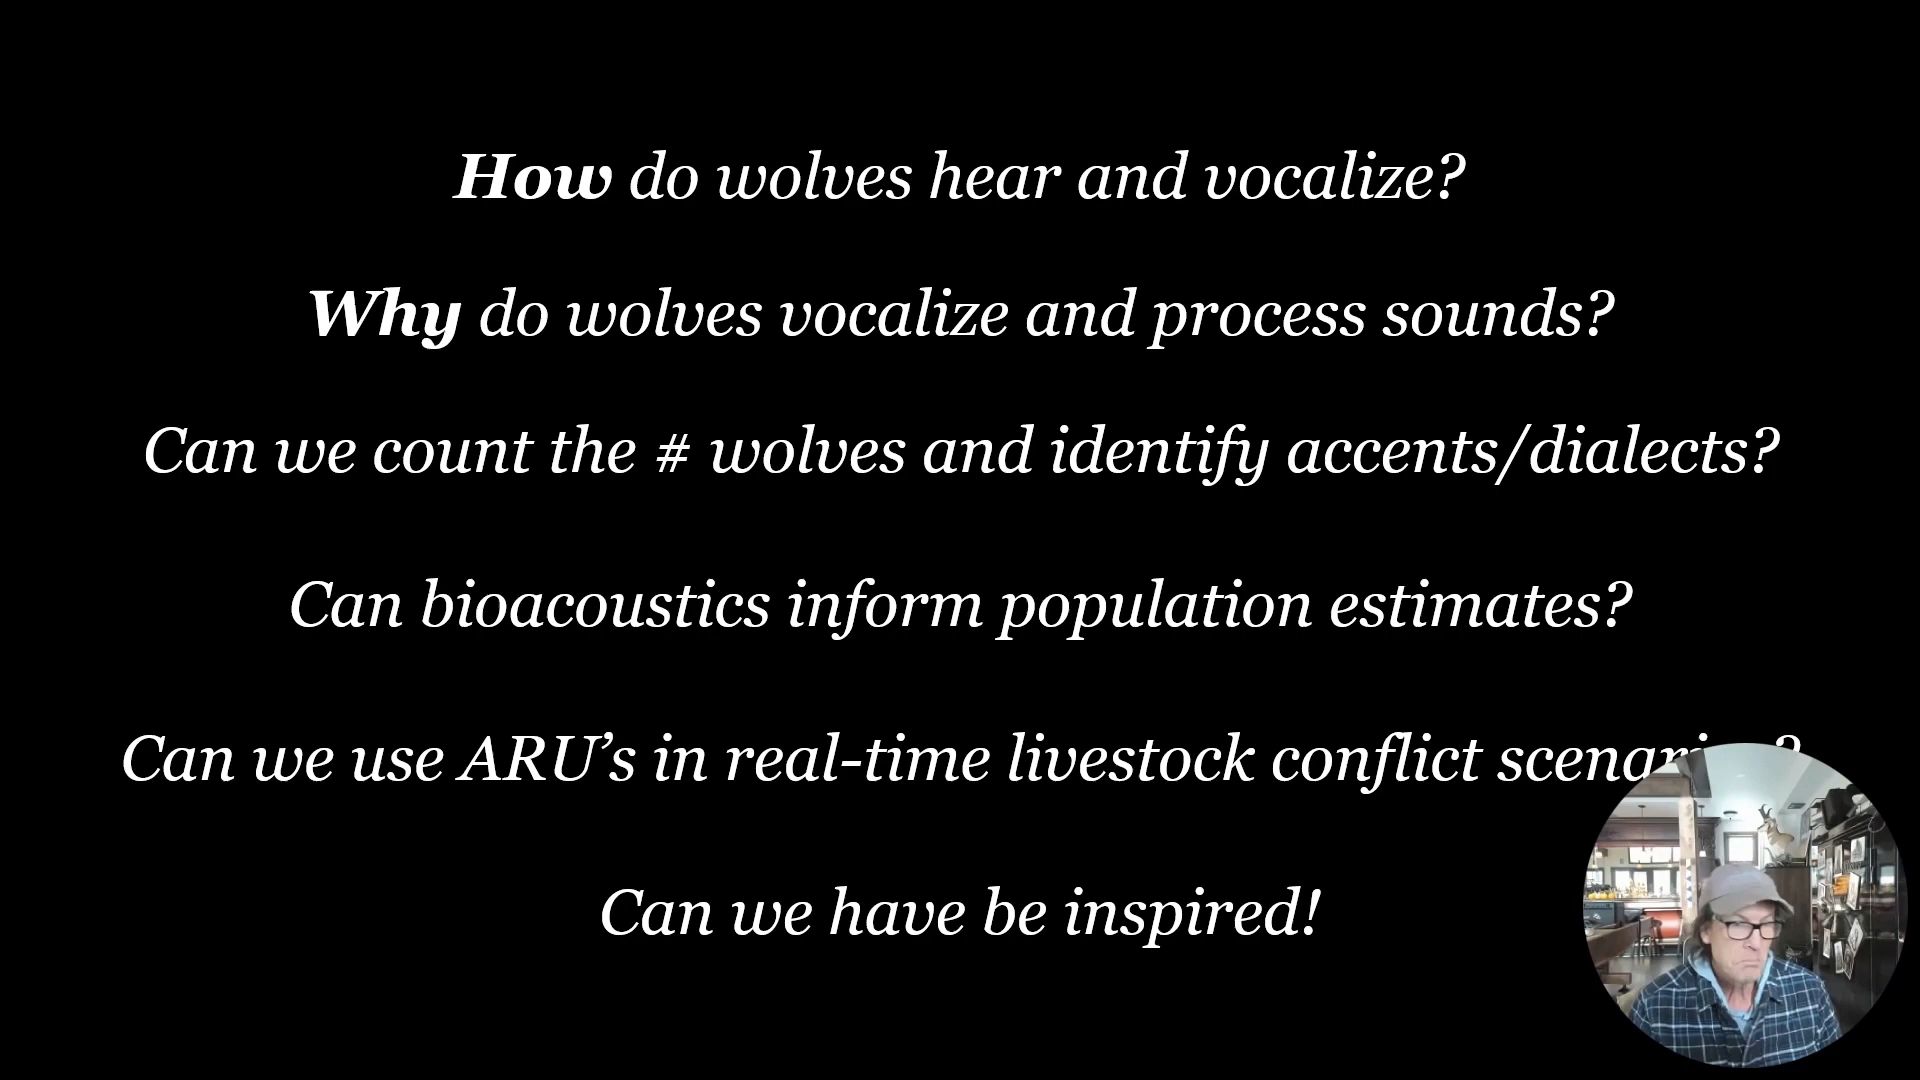 How do wolves hear and vocalize?
Why do wolves vocalize and process sounds?
Can we count the # wolves and identify accents/dialects?
Can bioacoustics inform population estimates?
Can we use ARU’s in real-time livestock conflict
Can we have be inspired!